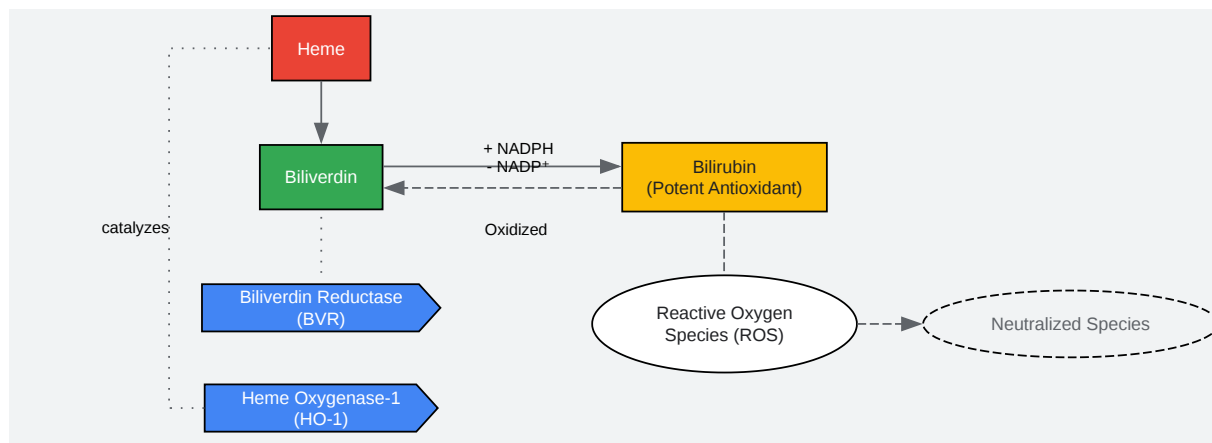 Heme
+ NADPH
- NADP⁺
Biliverdin
Bilirubin
(Potent Antioxidant)
catalyzes
Oxidized
Biliverdin Reductase
(BVR)
Reactive Oxygen
Species (ROS)
Neutralized Species
Heme Oxygenase-1
(HO-1)